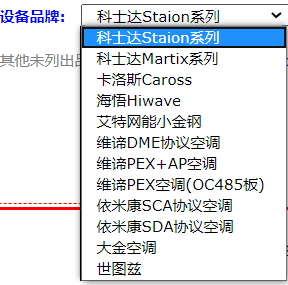 设备品牌: 科士达Staion系列
科士达Staion系列
其他未列出品
科士达Martix系列
卡洛斯Caross
海悟Hiwave
艾特网能小金钢
维谛DME协议空调
维谛PEX+AP空调
维谛PEX空调(OC485板)
依米康SCA协议空调
依米康SDA协议空调
大金空调
世图兹